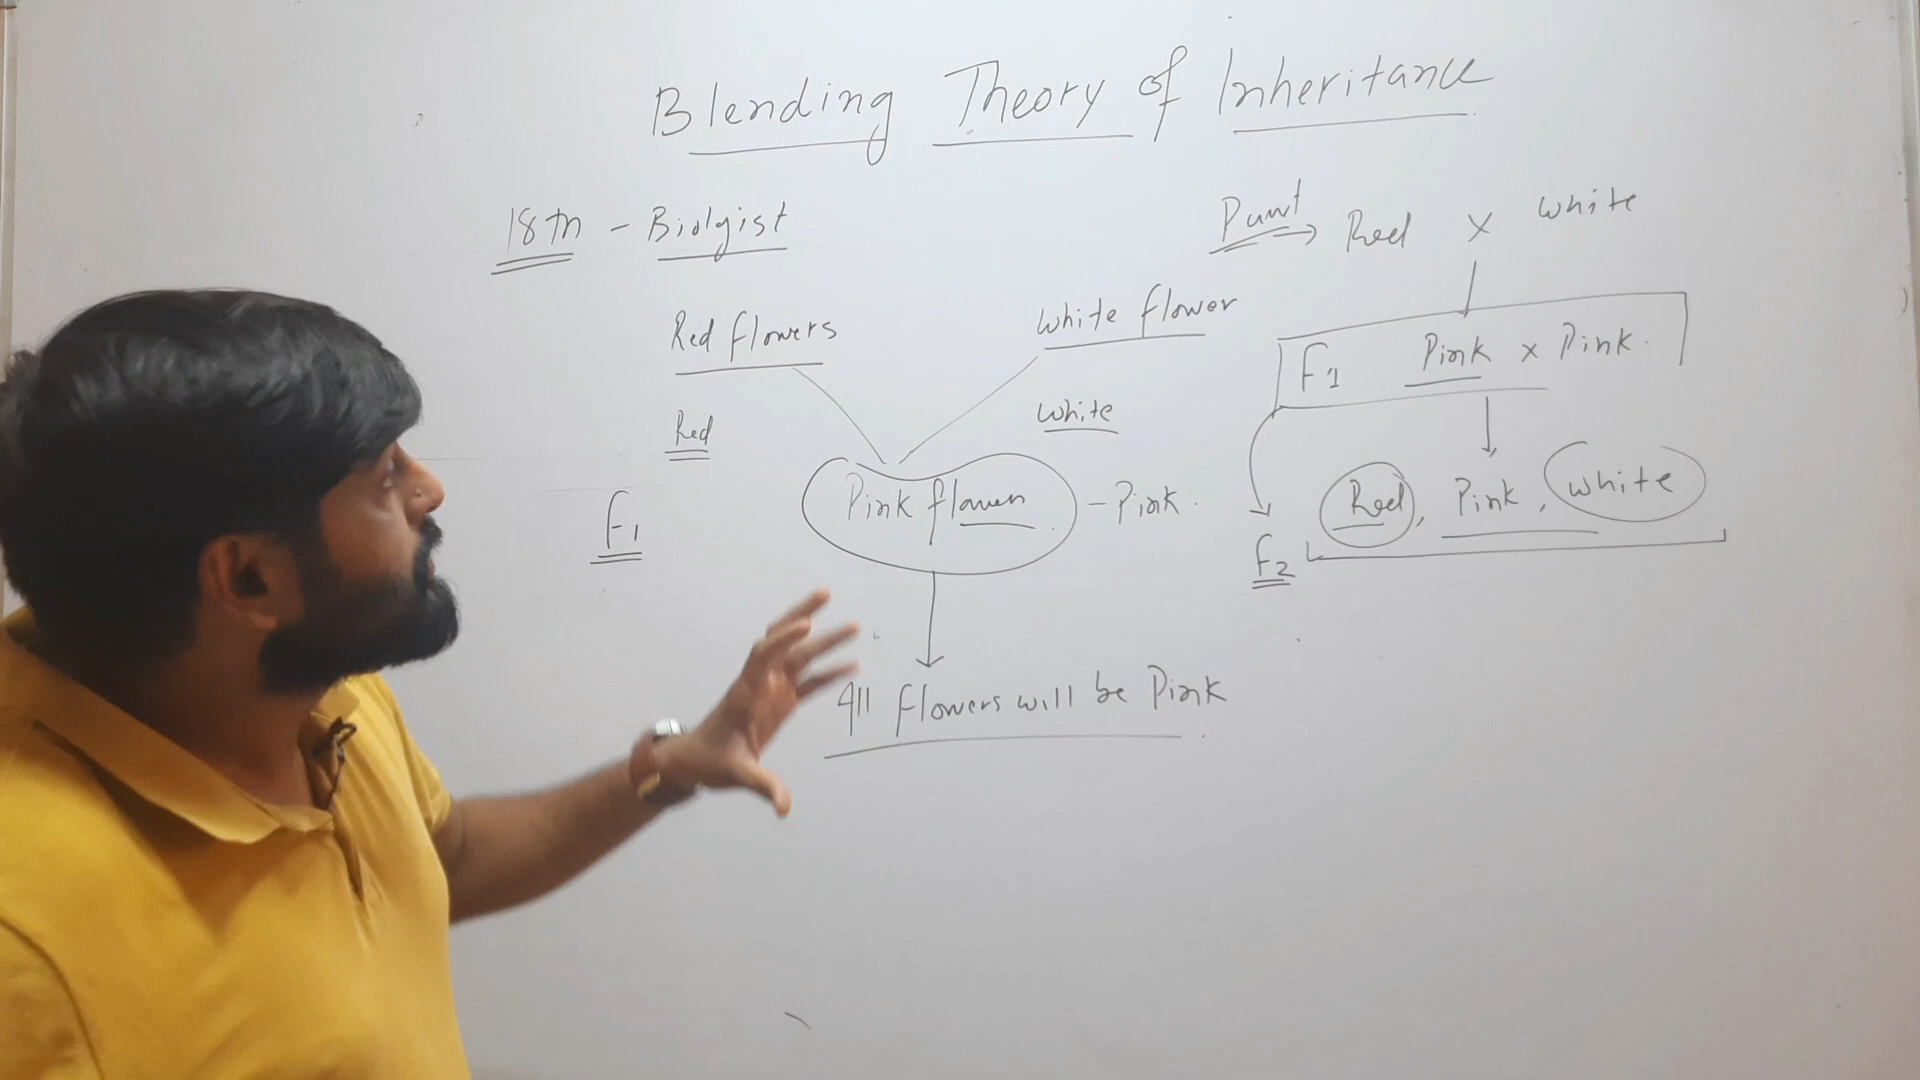 Blending Theory of Inheritance
18th - Biolgist
Red flowers
White flower
Red
White
F1
Pink flower - Pink.
All flowers will be Pink
Parent → Red × White
F1 Pink × Pink.
Red, Pink, White
F2